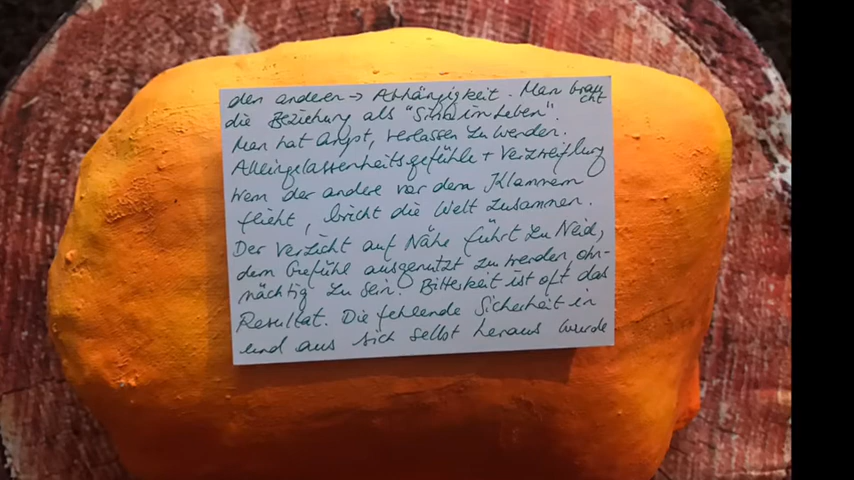 den anderen → Abhängigkeit. Man braucht
die Beziehung als "Sinn im Leben".
Man hat Angst, verlassen zu werden.
Alleingelassenheitsgefühle + Verzweiflung
wenn der andere vor dem Klammern
flieht, bricht die Welt zusammen.
Der Verzicht auf Nähe führt zu Neid,
dem Gefühle ausgenutzt zu werden, ohn-
mächtig zu sein. Bitterkeit ist oft das
Resultat. Die fehlende Sicherheit in
und aus sich selbst heraus wurde